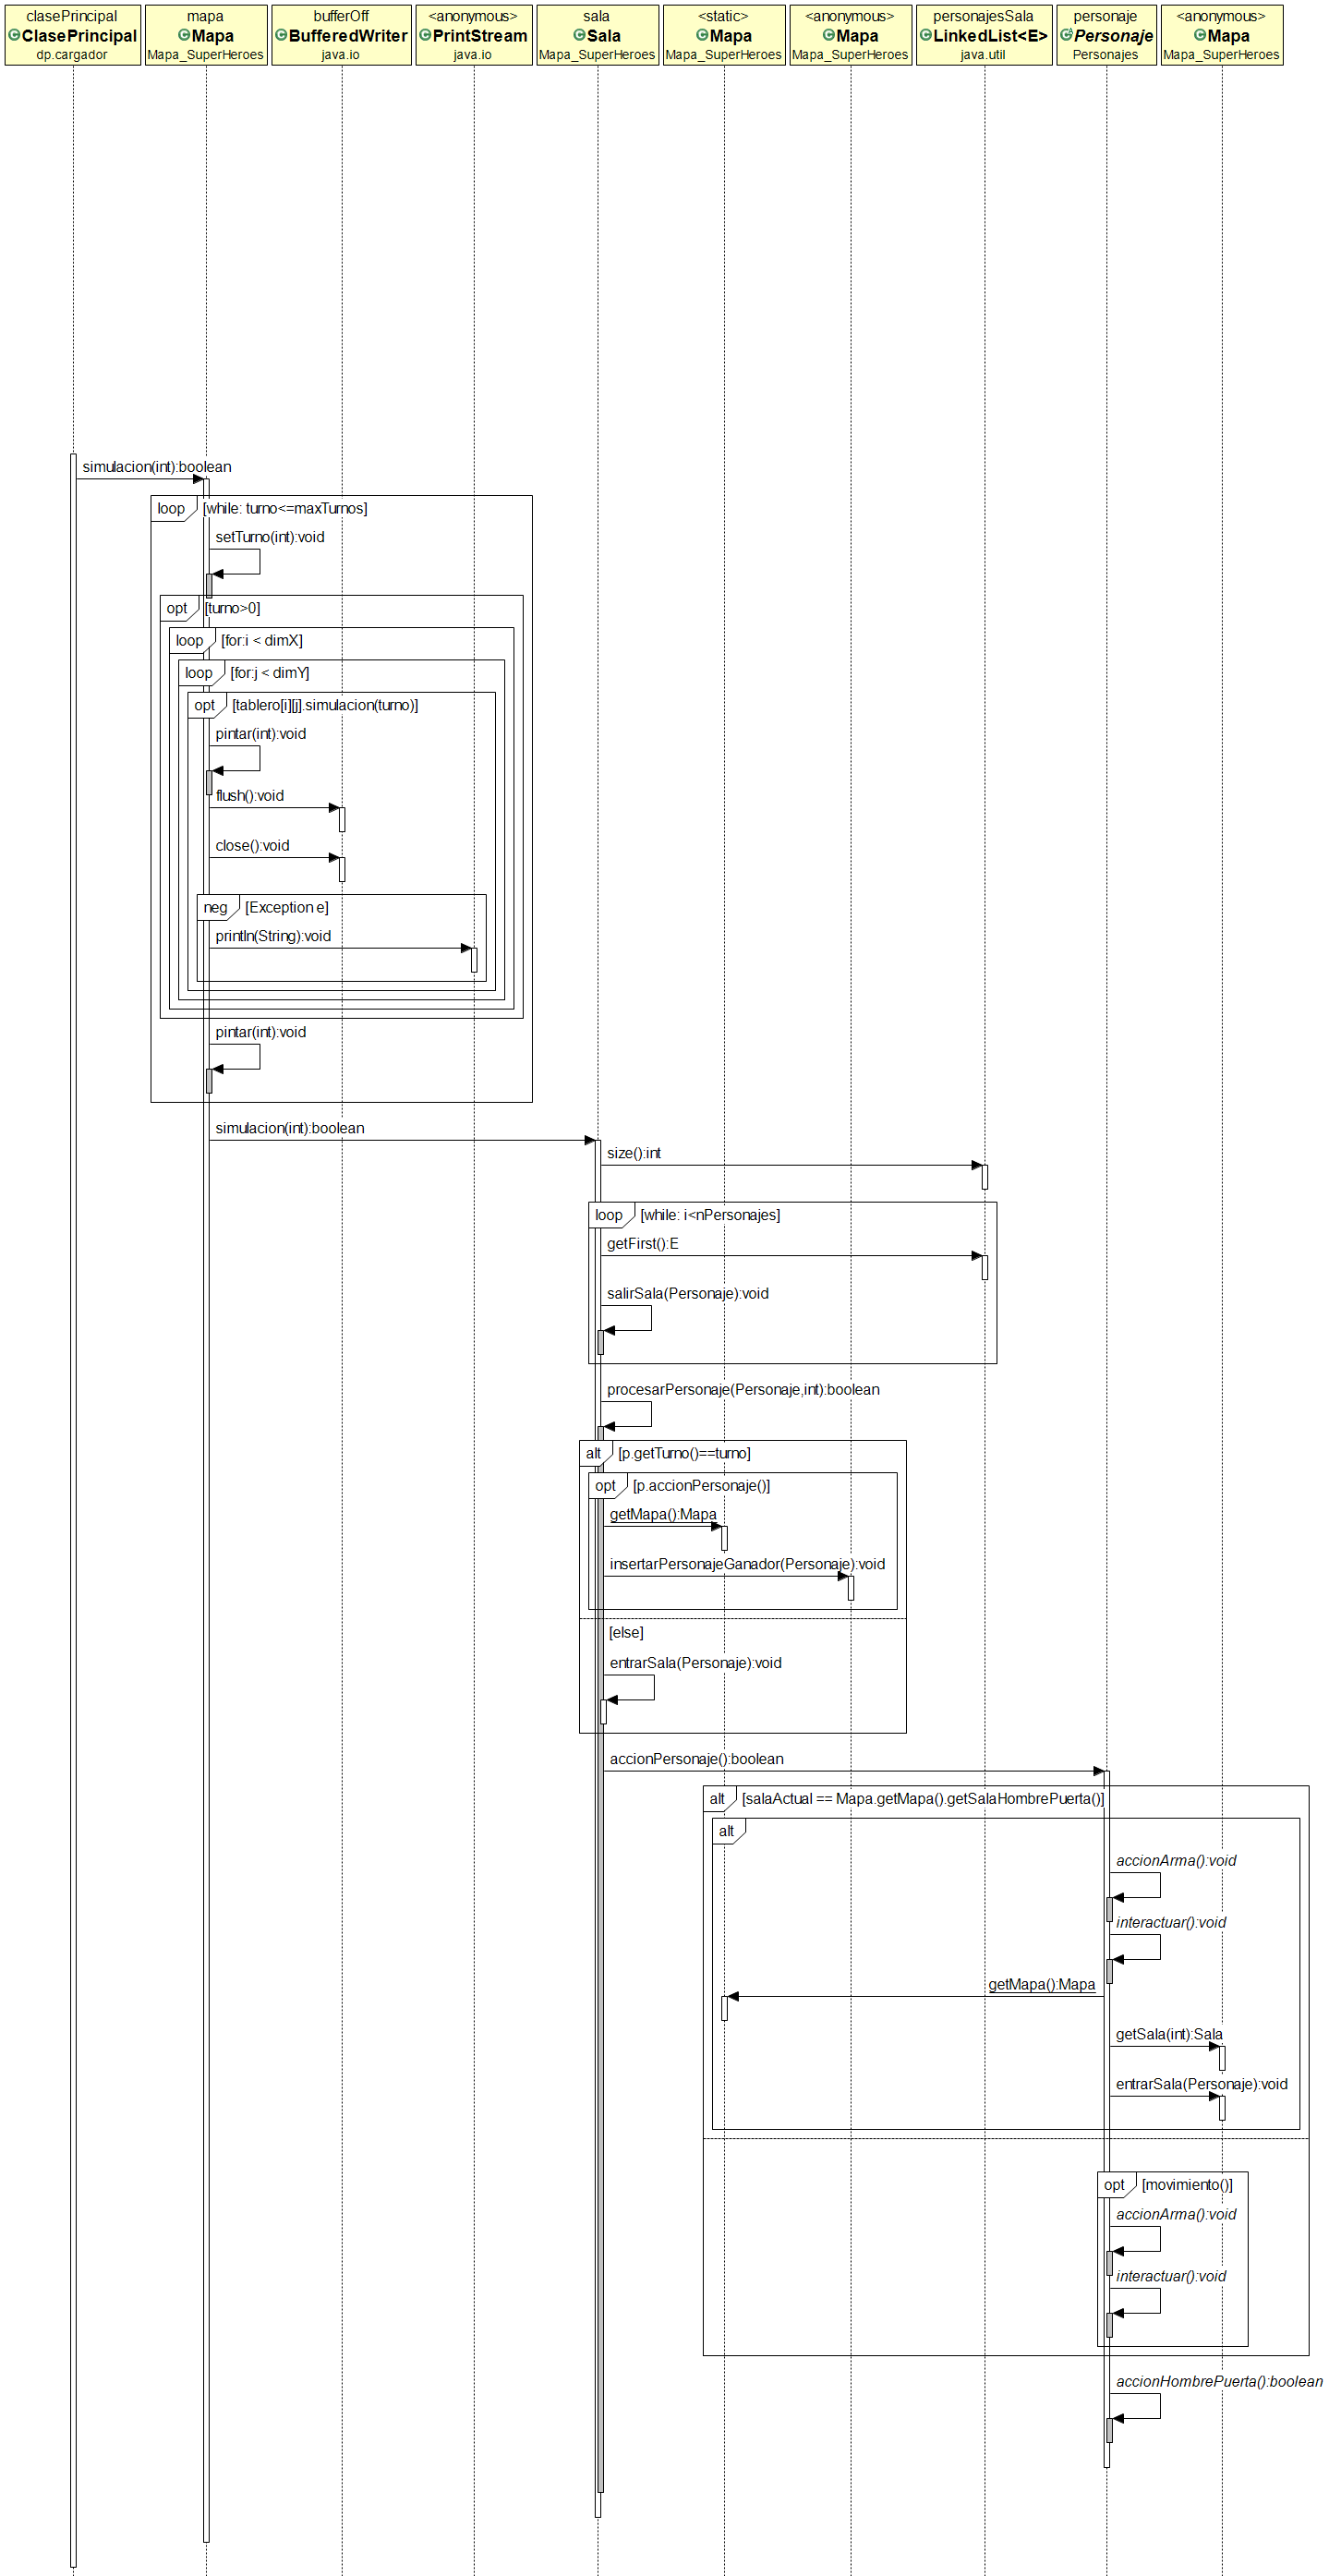 clasePrincipal
ClasePrincipal
dp.cargador
mapa
Mapa
Mapa_SuperHeroes
bufferOff
BufferedWriter
java.io
<anonymous>
PrintStream
java.io
sala
Sala
Mapa_SuperHeroes
<static>
Mapa
Mapa_SuperHeroes
<anonymous>
Mapa
Mapa_SuperHeroes
personajesSala
LinkedList<E>
java.util
personaje
Personaje
Personajes
<anonymous>
Mapa
Mapa_SuperHeroes
simulacion(int):boolean
loop [while: turno<=maxTurnos]
setTurno(int):void
opt [turno>0]
loop [for:i < dimX]
loop [for:j < dimY]
opt [tablero[i][j].simulacion(turno)]
pintar(int):void
flush():void
close():void
neg [Exception e]
println(String):void
pintar(int):void
simulacion(int):boolean
size():int
loop [while: i<nPersonajes]
getFirst():E
salirSala(Personaje):void
procesarPersonaje(Personaje,int):boolean
alt [p.getTurno()==turno]
opt [p.accionPersonaje()]
getMapa():Mapa
insertarPersonajeGanador(Personaje):void
[else]
entrarSala(Personaje):void
accionPersonaje():boolean
alt [salaActual == Mapa.getMapa().getSalaHombrePuerta()]
alt
accionArma():void
interactuar():void
getMapa():Mapa
getSala(int):Sala
entrarSala(Personaje):void
opt [movimiento()]
accionArma():void
interactuar():void
accionHombrePuerta():boolean